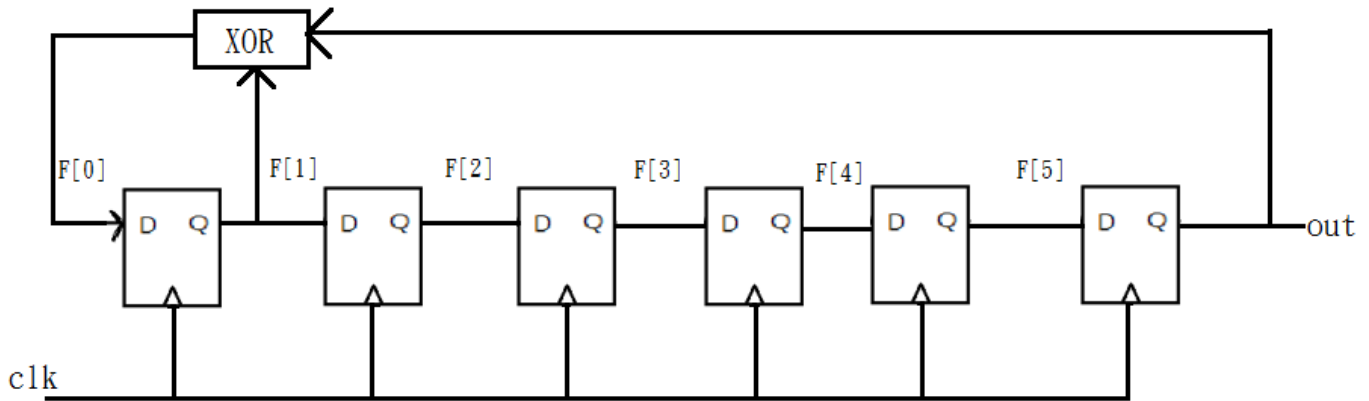 XOR
F[0] F[1] F[2] F[3] F[4] F[5]
D Q D Q D Q D Q D Q D Q
out
clk